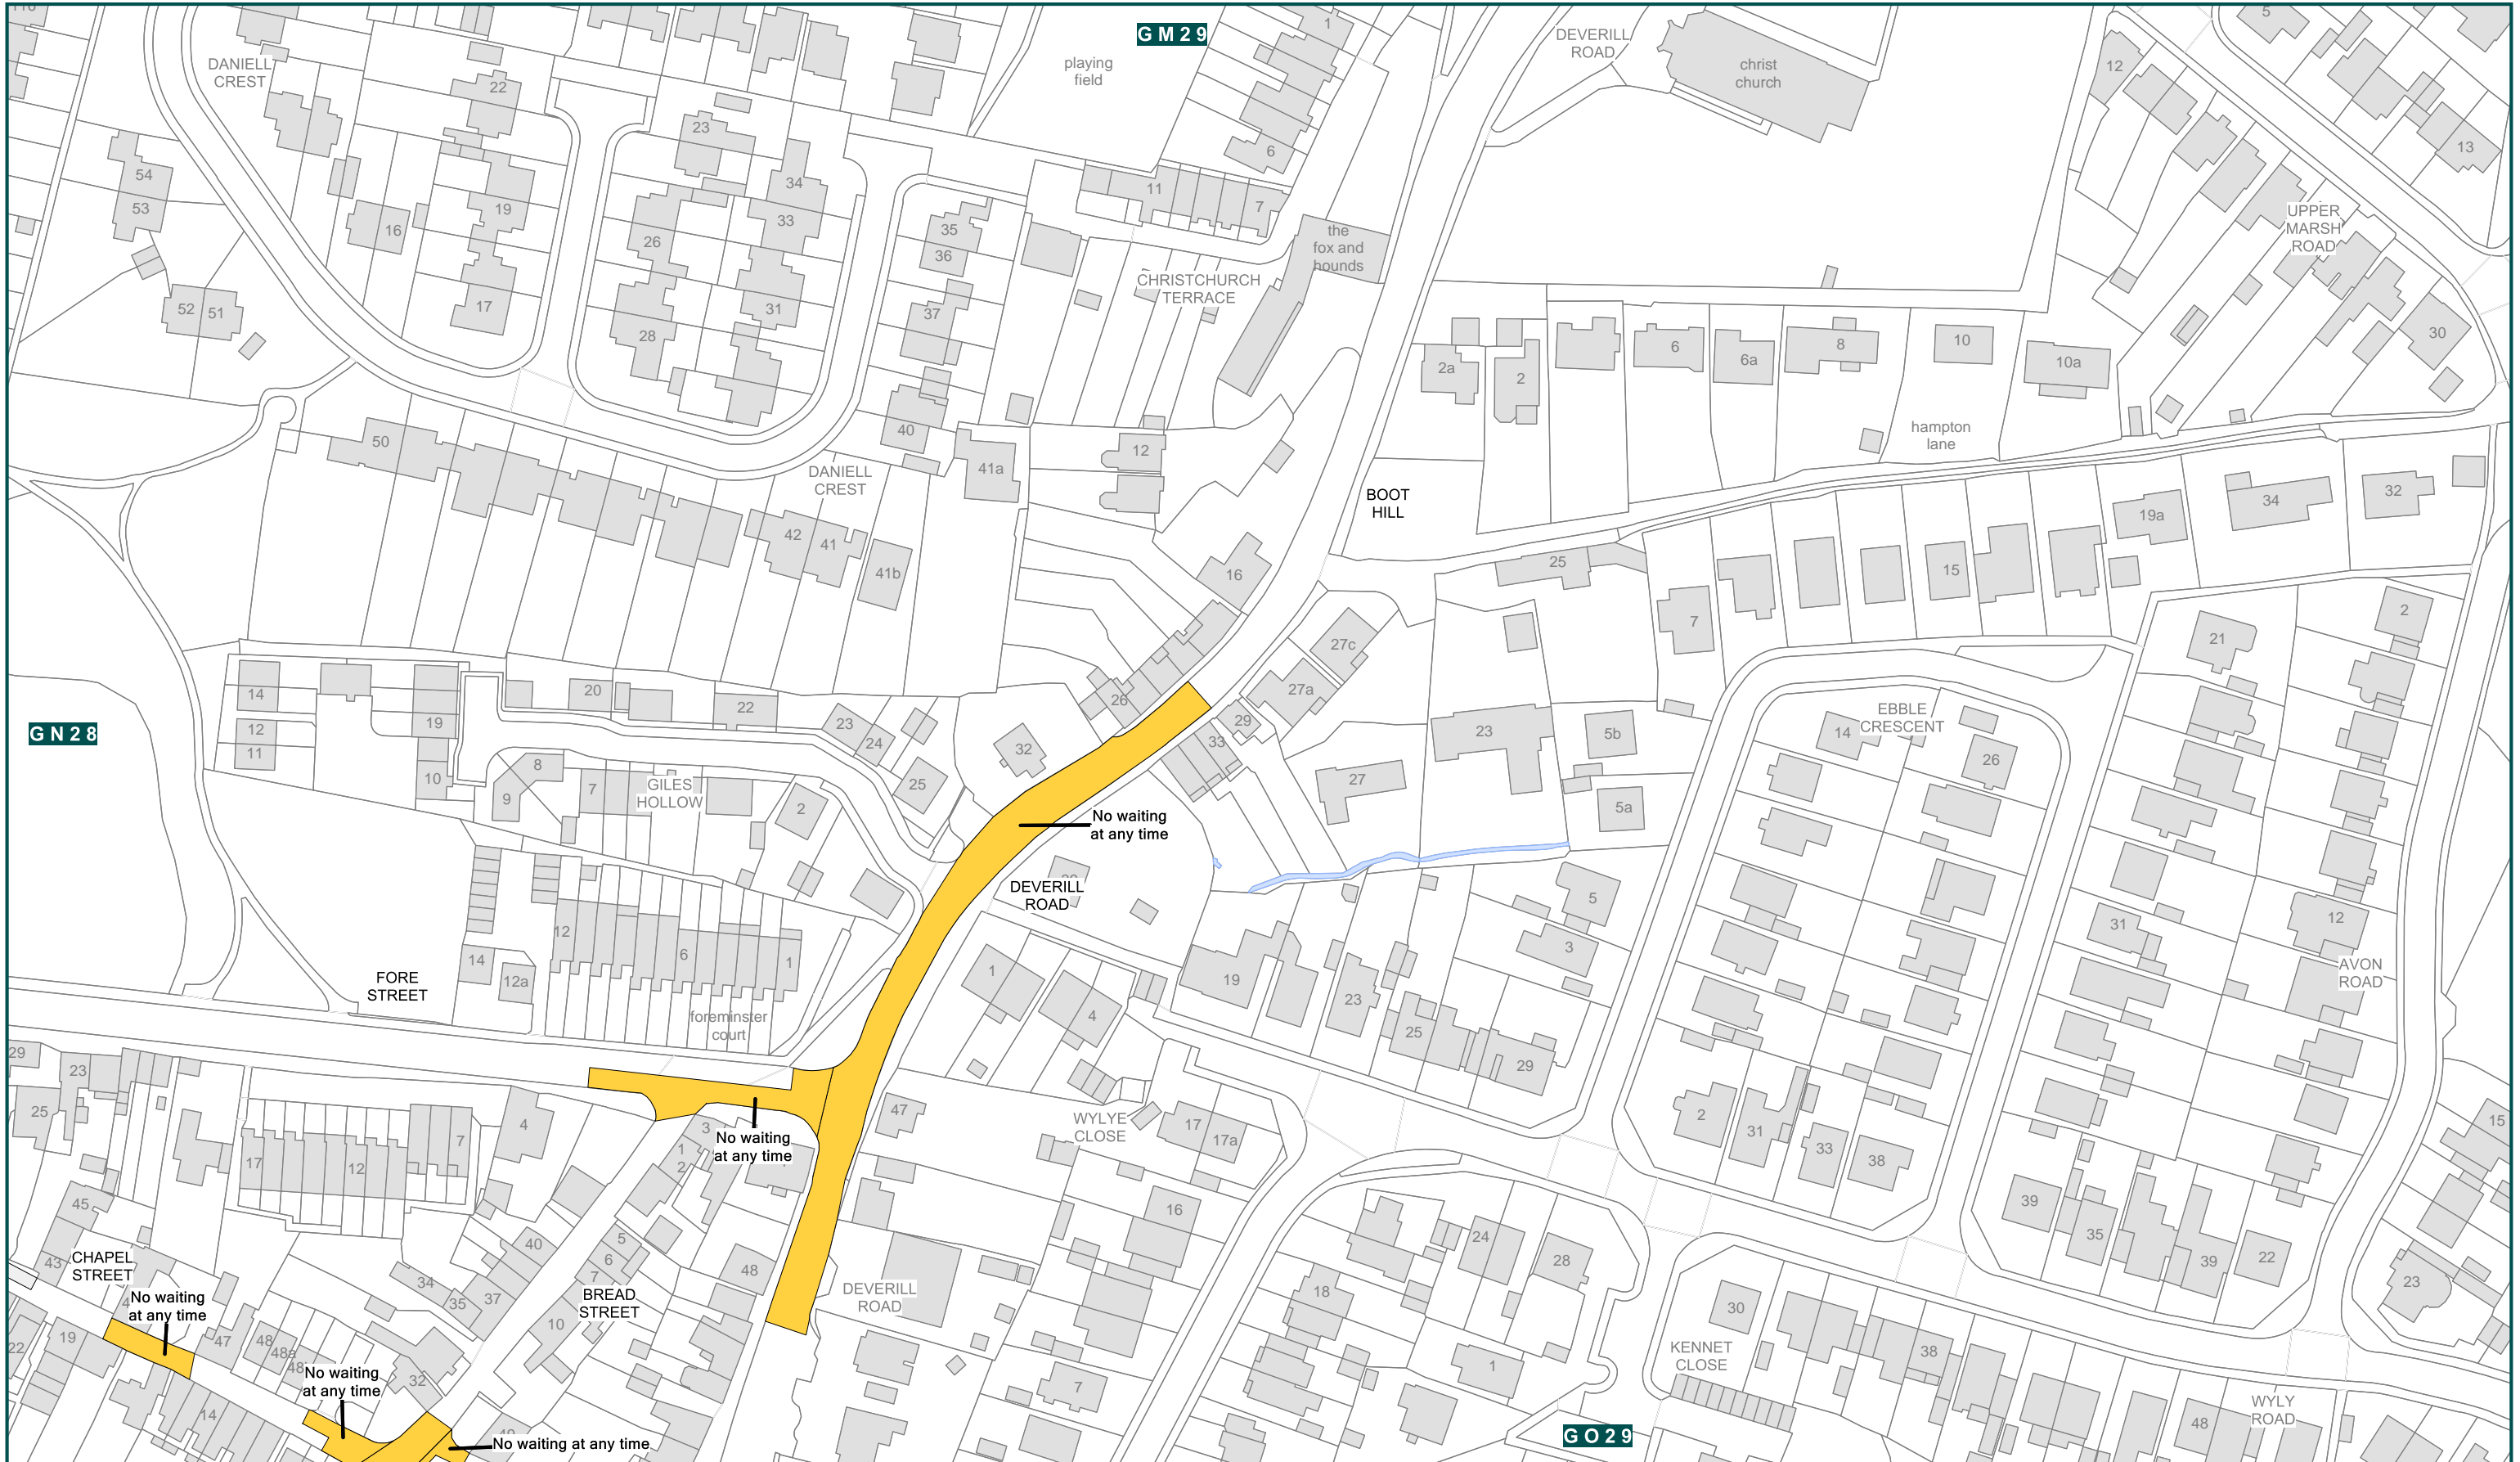 GM29
playing
field
1
6
11
7
DEVERILL
ROAD
christ
church
12
5
13
UPPER
MARSH
ROAD
30
DANIELL
CREST
22
16
19
17
54
53
52
51
23
34
33
26
28
31
35
36
37
40
41a
the
fox and
hounds
CHRISTCHURCH
TERRACE
12
2a
2
6
6a
8
10
10a
hampton
lane
50
DANIELL
CREST
42
41
41b
BOOT
HILL
16
25
7
15
19a
34
32
21
2
GN28
14
12
11
19
10
20
22
23
24
25
8
9
7
GILES
HOLLOW
2
32
26
29
33
27a
27c
23
27
5b
5a
No waiting
at any time
DEVERILL
ROAD
EBBLE
CRESCENT
14
26
5
3
31
12
AVON
ROAD
FORE
STREET
14
12a
12
6
1
foreminster
court
1
4
19
23
25
29
29
23
25
17
12
7
4
3
1
2
No waiting
at any time
47
WYLYE
CLOSE
17
17a
16
2
31
33
38
39
35
39
22
15
23
45
43
CHAPEL
STREET
No waiting
at any time
40
34
35
37
5
6
7
BREAD
STREET
10
48
DEVERILL
ROAD
18
24
28
1
7
30
KENNET
CLOSE
38
WYLY
ROAD
48
22
19
47
48
48a
14
32
No waiting
at any time
No waiting at any time
GO29